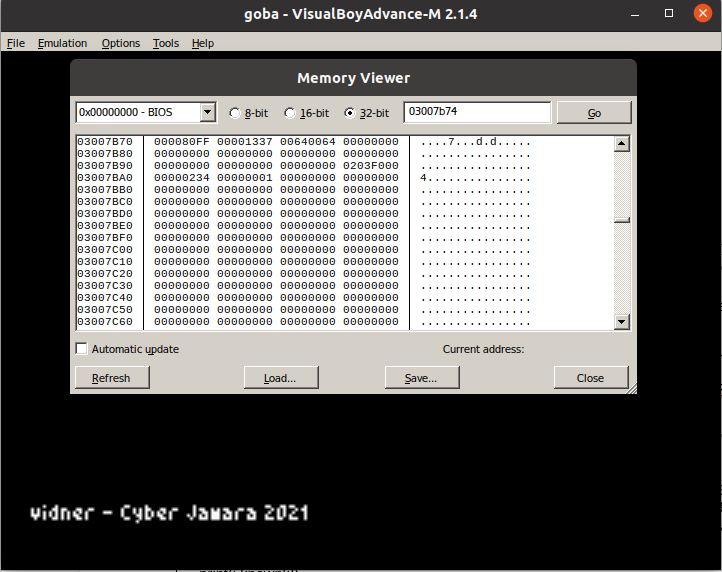 goba - VisualBoyAdvance-M 2.1.4
File Emulation Options Tools Help
Memory Viewer
0x00000000 - BIOS 8-bit 16-bit 32-bit 03007b74 Go
03007B70 000080FF 00001337 00640064 00000000 ....7...d.d.....
03007B80 00000000 00000000 00000000 00000000 ................
03007B90 00000000 00000000 00000000 0203F000 ................
03007BA0 00000234 00000001 00000000 00000000 4...............
03007BB0 00000000 00000000 00000000 00000000 ................
03007BC0 00000000 00000000 00000000 00000000 ................
03007BD0 00000000 00000000 00000000 00000000 ................
03007BE0 00000000 00000000 00000000 00000000 ................
03007BF0 00000000 00000000 00000000 00000000 ................
03007C00 00000000 00000000 00000000 00000000 ................
03007C10 00000000 00000000 00000000 00000000 ................
03007C20 00000000 00000000 00000000 00000000 ................
03007C30 00000000 00000000 00000000 00000000 ................
03007C40 00000000 00000000 00000000 00000000 ................
03007C50 00000000 00000000 00000000 00000000 ................
03007C60 00000000 00000000 00000000 00000000 ................
Automatic update Current address:
Refresh Load... Save... Close
vidner - Cyber Jawara 2021